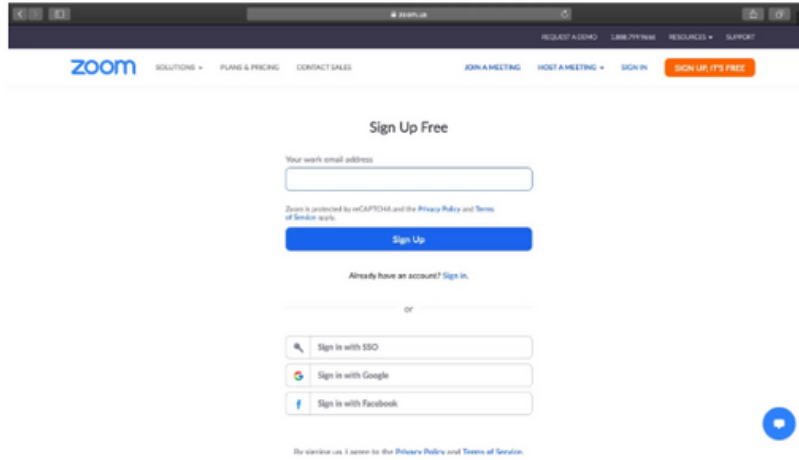 zoom.us
REQUEST A DEMO 1.888.799.9666 RESOURCES SUPPORT
zoom SOLUTIONS PLANS & PRICING CONTACT SALES JOIN A MEETING HOST A MEETING SIGN IN SIGN UP, IT'S FREE
Sign Up Free
Your work email address
Zoom is protected by reCAPTCHA and the Privacy Policy and Terms
of Service apply.
Sign Up
Already have an account? Sign in.
or
Sign in with SSO
Sign in with Google
Sign in with Facebook
By signing up, I agree to the Privacy Policy and Terms of Service.